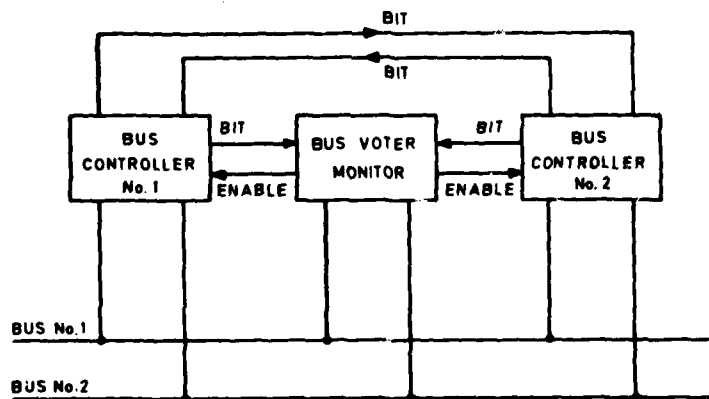 BIT
BIT
BUS
CONTROLLER
No. 1
BIT
ENABLE
BUS VOTER
MONITOR
BIT
ENABLE
BUS
CONTROLLER
No. 2
BUS No.1
BUS No.2